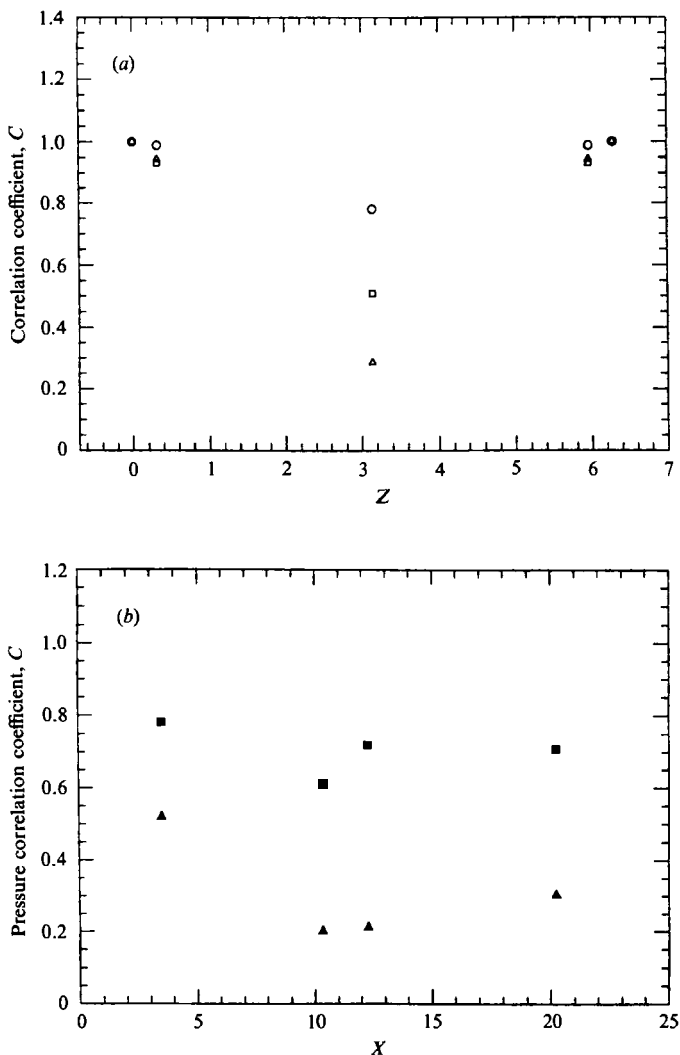 1.4
(a)
1.2
1.0
0.8
0.6
0.4
0.2
0
Correlation coefficient, C
0 1 2 3 4 5 6 7
Z
1.2
(b)
1.0
0.8
0.6
0.4
0.2
0
Pressure correlation coefficient, C
0 5 10 15 20 25
X